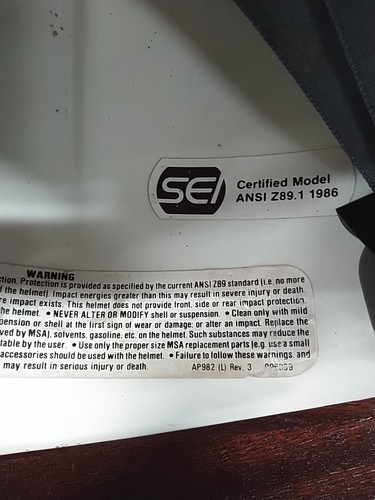 SEI
Certified Model
ANSI Z89.1 1986
WARNING
ction. Protection is provided as specified by the current ANSI Z89 standard (i.e. no more
f the helmet). Impact energies greater than this may result in severe injury or death.
re impact exists. This helmet does not provide front, side or rear impact protection.
the helmet. • NEVER ALTER OR MODIFY shell or suspension. • Clean only with mild
pension or shell at the first sign of wear or damage; or after an impact. Replace the
ved by MSA), solvents, gasoline, etc. on the helmet. Such substances may reduce the
table by the user. • Use only the proper size MSA replacement parts (e.g. use a small
accessories should be used with the helmet. • Failure to follow these warnings, and
may result in serious injury or death. AP982 (L) Rev. 3